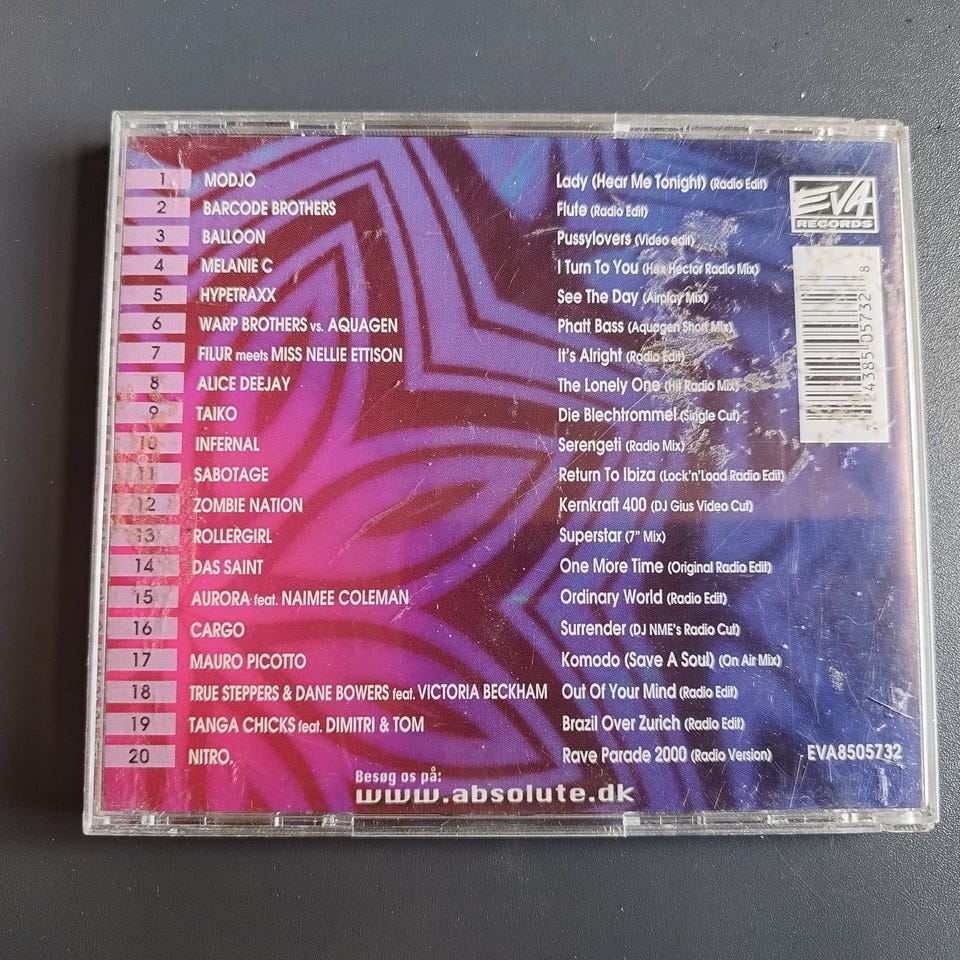 1 MODJO Lady (Hear Me Tonight) (Radio Edit)
2 BARCODE BROTHERS Flute (Radio Edit)
3 BALLOON Pussylovers (Video edit)
4 MELANIE C I Turn To You (Hex Hector Radio Mix)
5 HYPETRAXX See The Day (Airplay Mix)
6 WARP BROTHERS vs. AQUAGEN Phatt Bass (Aquagen Short Mix)
7 FILUR meets MISS NELLIE ETTISON It's Alright (Radio Edit)
8 ALICE DEEJAY The Lonely One (Hit Radio Mix)
9 TAIKO Die Blechtrommel (Single Cut)
10 INFERNAL Serengeti (Radio Mix)
11 SABOTAGE Return To Ibiza (Lock'n'Load Radio Edit)
12 ZOMBIE NATION Kernkraft 400 (DJ Gius Video Cut)
13 ROLLERGIRL Superstar (7" Mix)
14 DAS SAINT One More Time (Original Radio Edit)
15 AURORA feat. NAIMEE COLEMAN Ordinary World (Radio Edit)
16 CARGO Surrender (DJ NME's Radio Cut)
17 MAURO PICOTTO Komodo (Save A Soul) (On Air Mix)
18 TRUE STEPPERS & DANE BOWERS feat. VICTORIA BECKHAM Out Of Your Mind (Radio Edit)
19 TANGA CHICKS feat. DIMITRI & TOM Brazil Over Zurich (Radio Edit)
20 NITRO. Rave Parade 2000 (Radio Version)
EVA
RECORDS
7 24385 05732 8
EVA8505732
Besøg os på:
www.absolute.dk